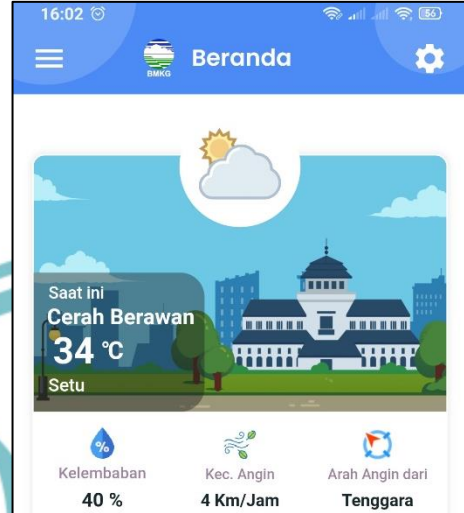 16:02
56
BMKG
Beranda
Saat ini
Cerah Berawan
34 °C
Setu
%
Kelembaban
40 %
Kec. Angin
4 Km/Jam
Arah Angin dari
Tenggara